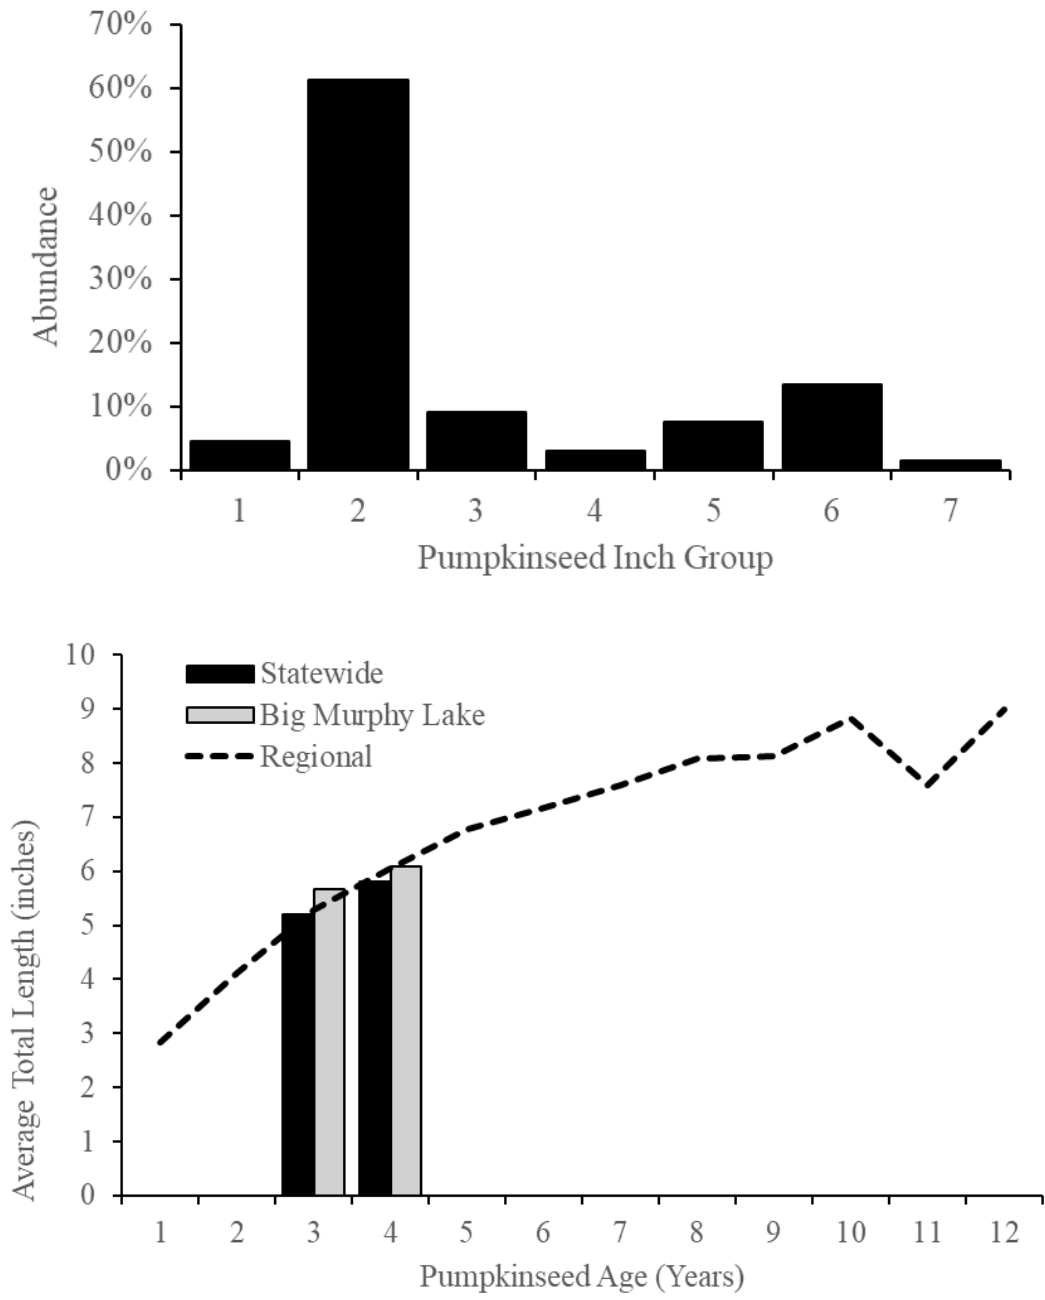 70%
60%
50%
40%
30%
20%
10%
0%
Abundance
1 2 3 4 5 6 7
Pumpkinseed Inch Group
10
9
8
7
6
5
4
3
2
1
0
Average Total Length (inches)
Statewide
Big Murphy Lake
Regional
1 2 3 4 5 6 7 8 9 10 11 12
Pumpkinseed Age (Years)